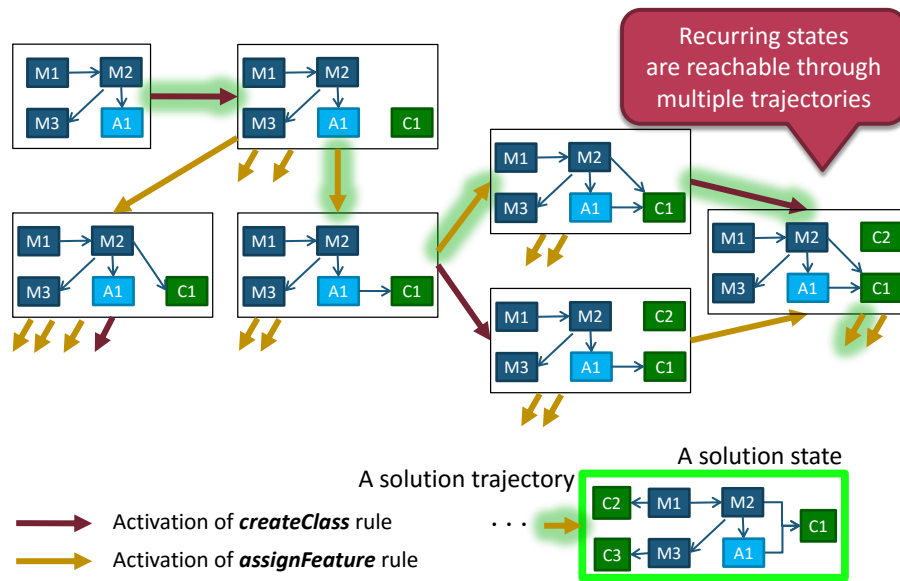 Recurring states
are reachable through
multiple trajectories
M1 M2
M3 A1
M1 M2
M3 A1 C1
M1 M2
M3 A1 C1
M1 M2
M3 A1 C1
M1 M2
M3 A1 C1
M1 M2 C2
M3 A1 C1
M1 M2 C2
M3 A1 C1
A solution state
A solution trajectory
C2 M1 M2
C1
C3 M3 A1
Activation of createClass rule
. . .
Activation of assignFeature rule